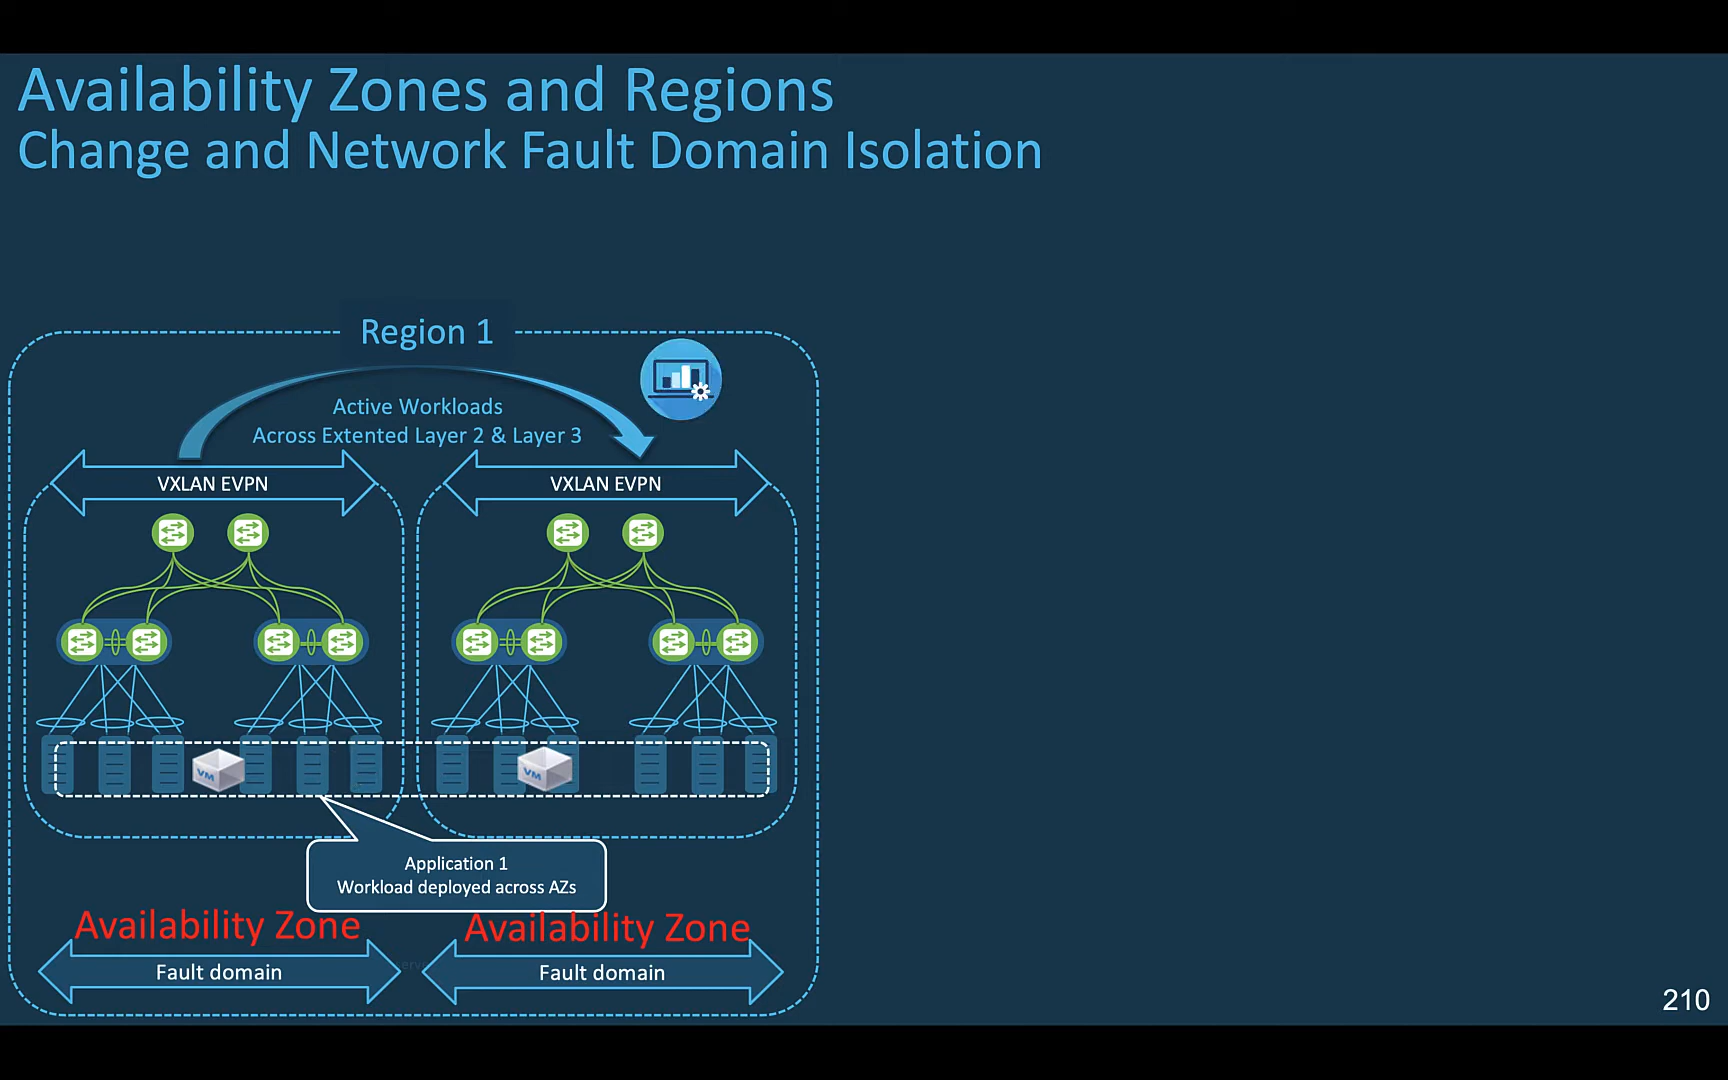 Availability Zones and Regions
Change and Network Fault Domain Isolation
Region 1
Active Workloads
Across Extented Layer 2 & Layer 3
VXLAN EVPN
VXLAN EVPN
VM
VM
Application 1
Workload deployed across AZs
Availability Zone
Availability Zone
Fault domain
Fault domain
210